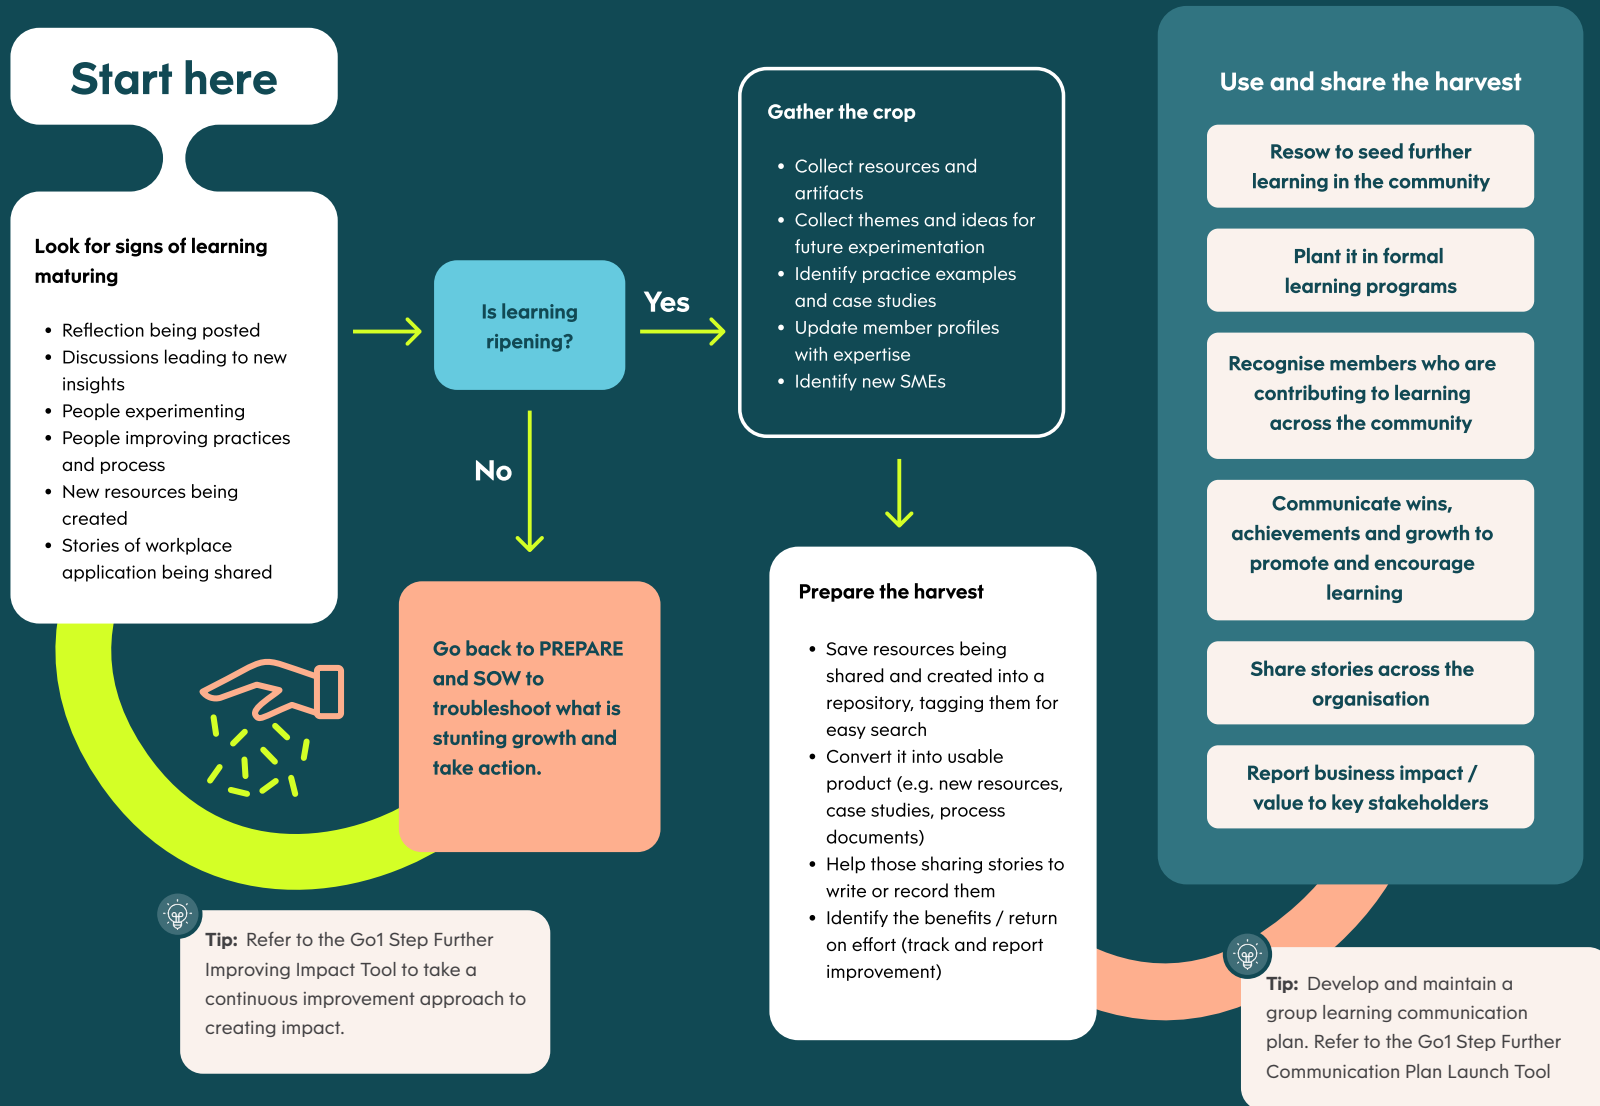 Start here
Look for signs of learning
maturing
• Reflection being posted
• Discussions leading to new
insights
• People experimenting
• People improving practices
and process
• New resources being
created
• Stories of workplace
application being shared
Is learning
ripening?
Yes
No
Go back to PREPARE
and SOW to
troubleshoot what is
stunting growth and
take action.
Tip: Refer to the Go1 Step Further
Improving Impact Tool to take a
continuous improvement approach to
creating impact.
Gather the crop
• Collect resources and
artifacts
• Collect themes and ideas for
future experimentation
• Identify practice examples
and case studies
• Update member profiles
with expertise
• Identify new SMEs
Prepare the harvest
• Save resources being
shared and created into a
repository, tagging them for
easy search
• Convert it into usable
product (e.g. new resources,
case studies, process
documents)
• Help those sharing stories to
write or record them
• Identify the benefits / return
on effort (track and report
improvement)
Use and share the harvest
Resow to seed further
learning in the community
Plant it in formal
learning programs
Recognise members who are
contributing to learning
across the community
Communicate wins,
achievements and growth to
promote and encourage
learning
Share stories across the
organisation
Report business impact /
value to key stakeholders
Tip: Develop and maintain a
group learning communication
plan. Refer to the Go1 Step Further
Communication Plan Launch Tool